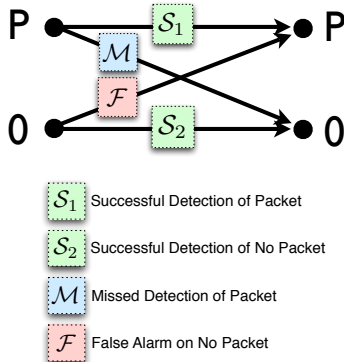 P S₁ P
M
F
0 S₂ 0
S₁ Successful Detection of Packet
S₂ Successful Detection of No Packet
M Missed Detection of Packet
F False Alarm on No Packet